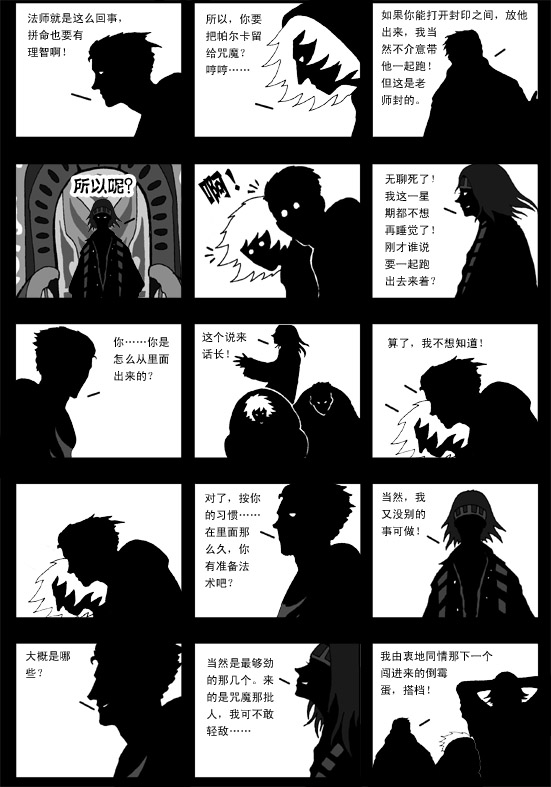 法师就是这么回事，
拼命也要有
理智啊！
所以，你要
把帕尔卡留
给咒魔？
哼哼……
如果你能打开封印之间，放他
出来，我当
然不介意带
他一起跑！
但这是老
师封的。
所以呢？
啊！
无聊死了！
我这一星
期都不想
再睡觉了！
刚才谁说
要一起跑
出去来着？
你……你是
怎么从里面
出来的？
这个说来
话长！
算了，我不想知道！
对了，按你
的习惯……
在里面那
么久，你
有准备法
术吧？
当然，我
又没别的
事可做！
大概是哪
些？
当然是最够劲
的那几个。来
的是咒魔那批
人，我可不敢
轻敌……
我由衷地同情那下一个
闯进来的倒霉
蛋，搭档！